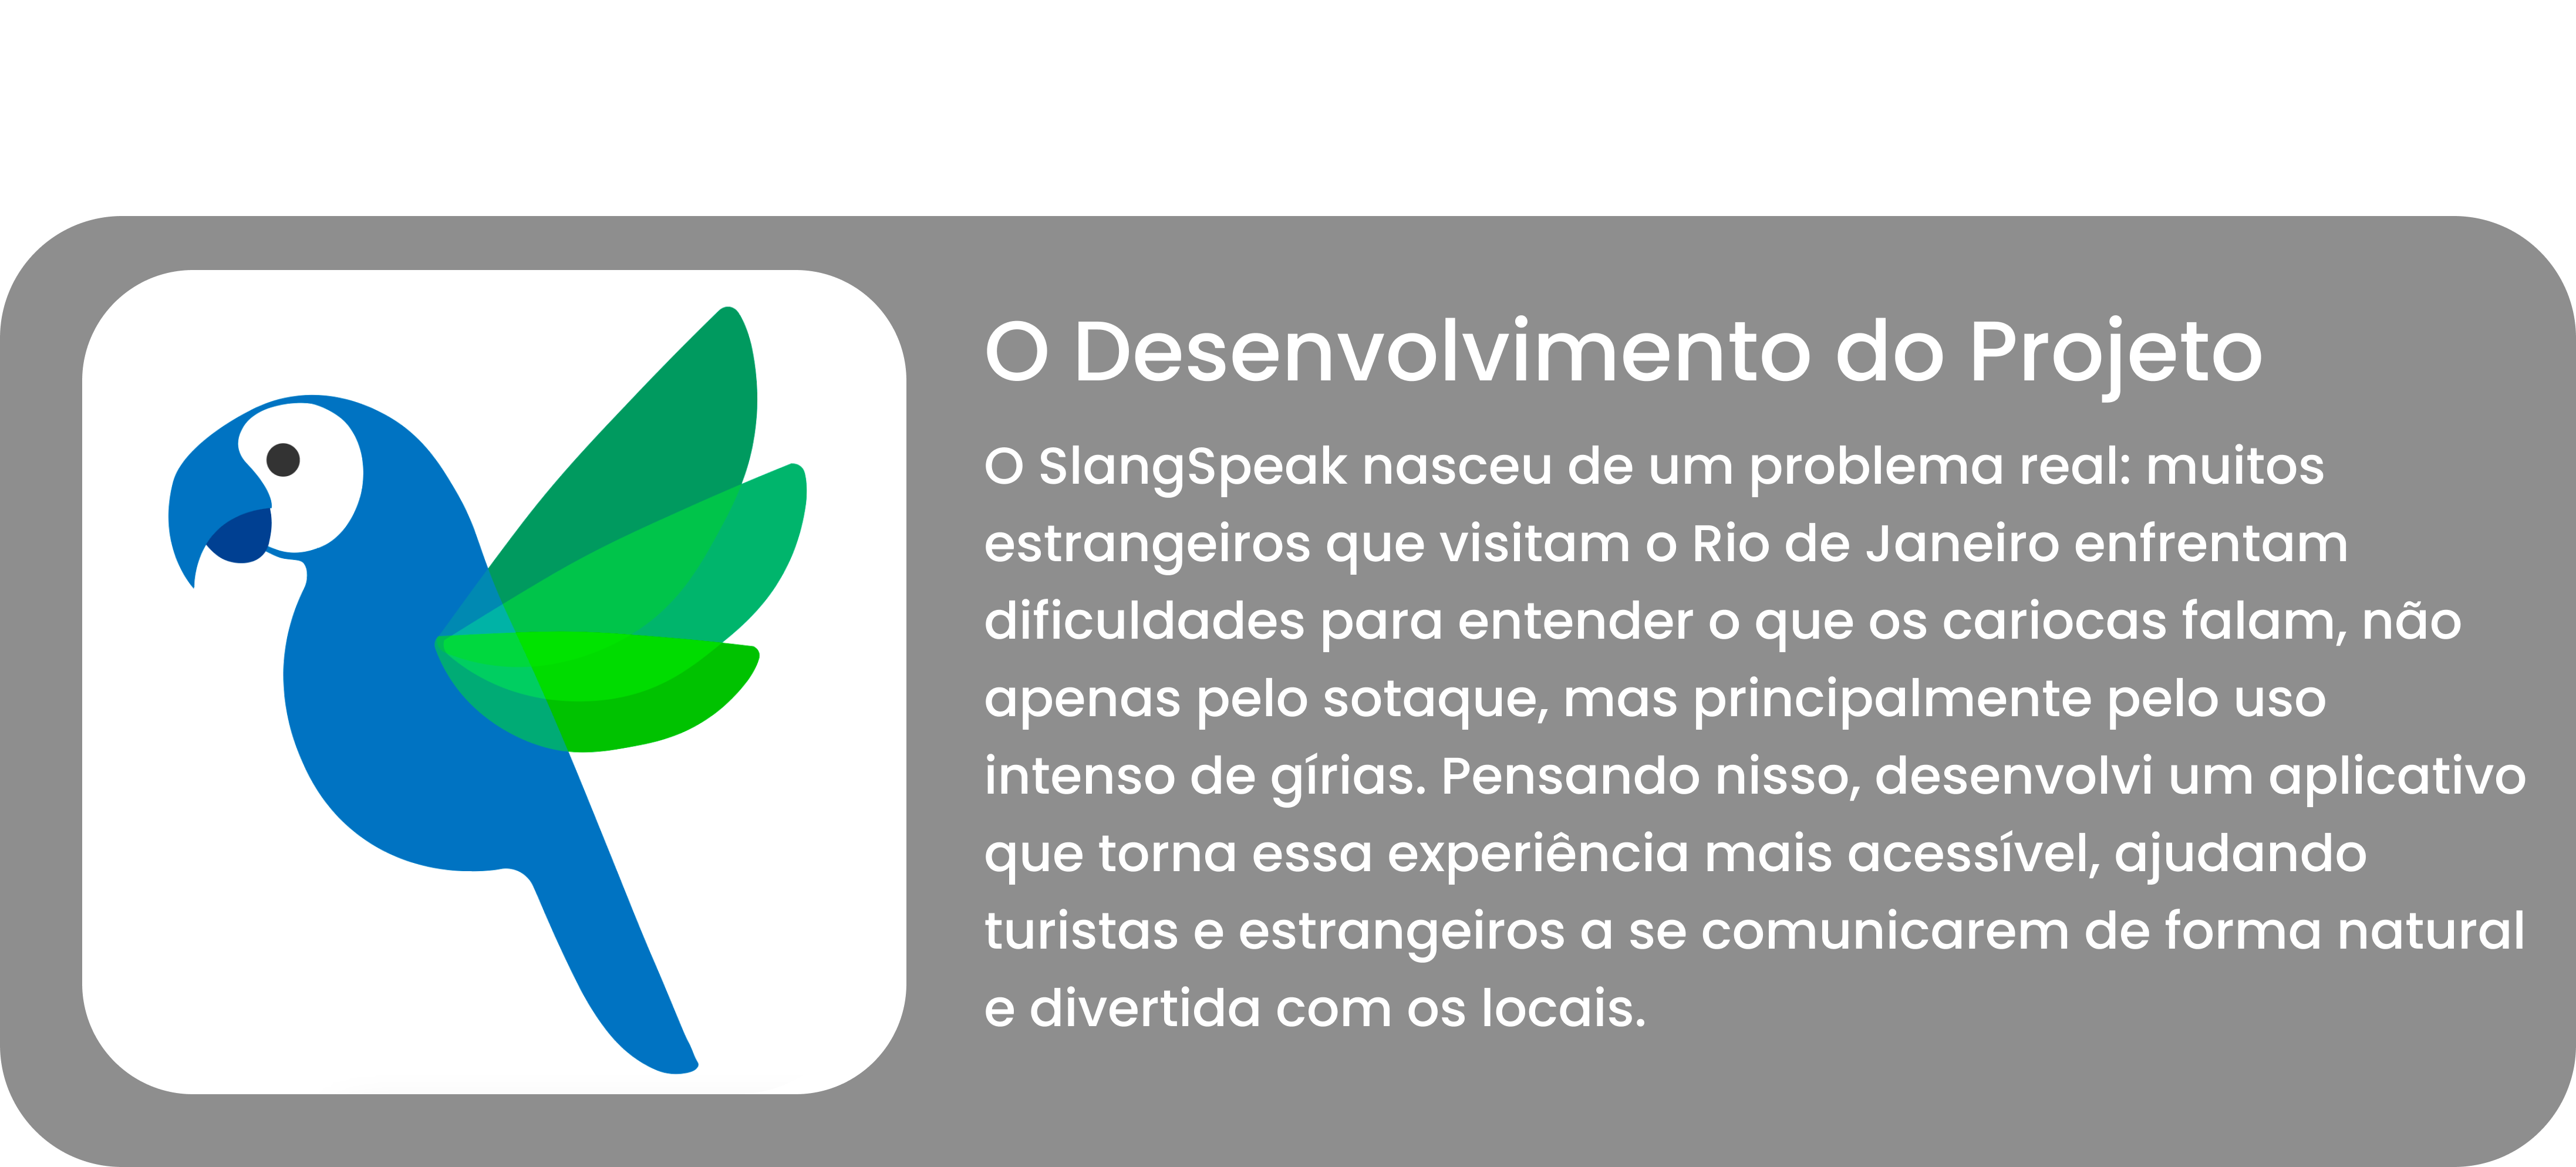 O Desenvolvimento do Projeto
O SlangSpeak nasceu de um problema real: muitos
estrangeiros que visitam o Rio de Janeiro enfrentam
dificuldades para entender o que os cariocas falam, não
apenas pelo sotaque, mas principalmente pelo uso
intenso de gírias. Pensando nisso, desenvolvi um aplicativo
que torna essa experiência mais acessível, ajudando
turistas e estrangeiros a se comunicarem de forma natural
e divertida com os locais.